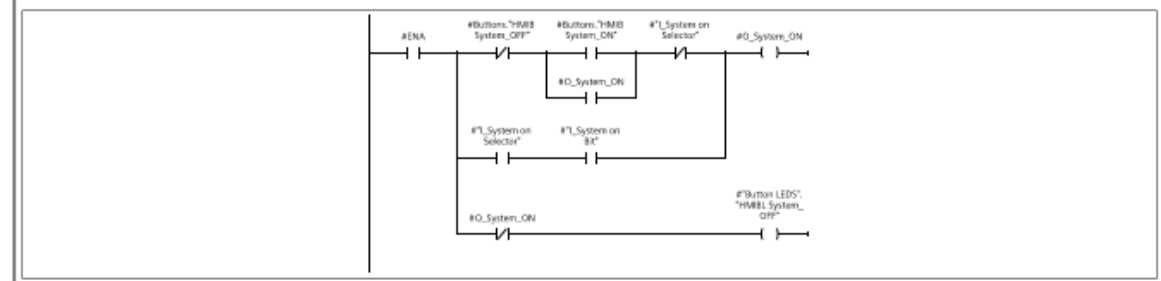 #Buttons."HMIB
System_OFF"
#Buttons."HMIB
System_ON"
#"I_System on
Selector"
#ENA
#O_System_ON
#O_System_ON
#"I_System on
Selector"
#"I_System on
Bit"
#"Button LEDS".
"HMIBL System_
OFF"
#O_System_ON